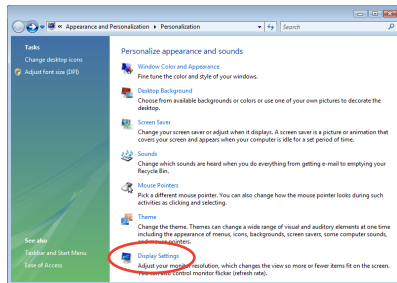 « Appearance and Personalization ▸ Personalization
Search
Tasks
Change desktop icons
Adjust font size (DPI)
See also
Taskbar and Start Menu
Ease of Access
Personalize appearance and sounds
Window Color and Appearance
Fine tune the color and style of your windows.
Desktop Background
Choose from available backgrounds or colors or use one of your own pictures to decorate the
desktop.
Screen Saver
Change your screen saver or adjust when it displays. A screen saver is a picture or animation that
covers your screen and appears when your computer is idle for a set period of time.
Sounds
Change which sounds are heard when you do everything from getting e-mail to emptying your
Recycle Bin.
Mouse Pointers
Pick a different mouse pointer. You can also change how the mouse pointer looks during such
activities as clicking and selecting.
Theme
Change the theme. Themes can change a wide range of visual and auditory elements at one time
including the appearance of menus, icons, backgrounds, screen savers, some computer sounds,
and mouse pointers.
Display Settings
Adjust your monitor resolution, which changes the view so more or fewer items fit on the screen.
You can also control monitor flicker (refresh rate).